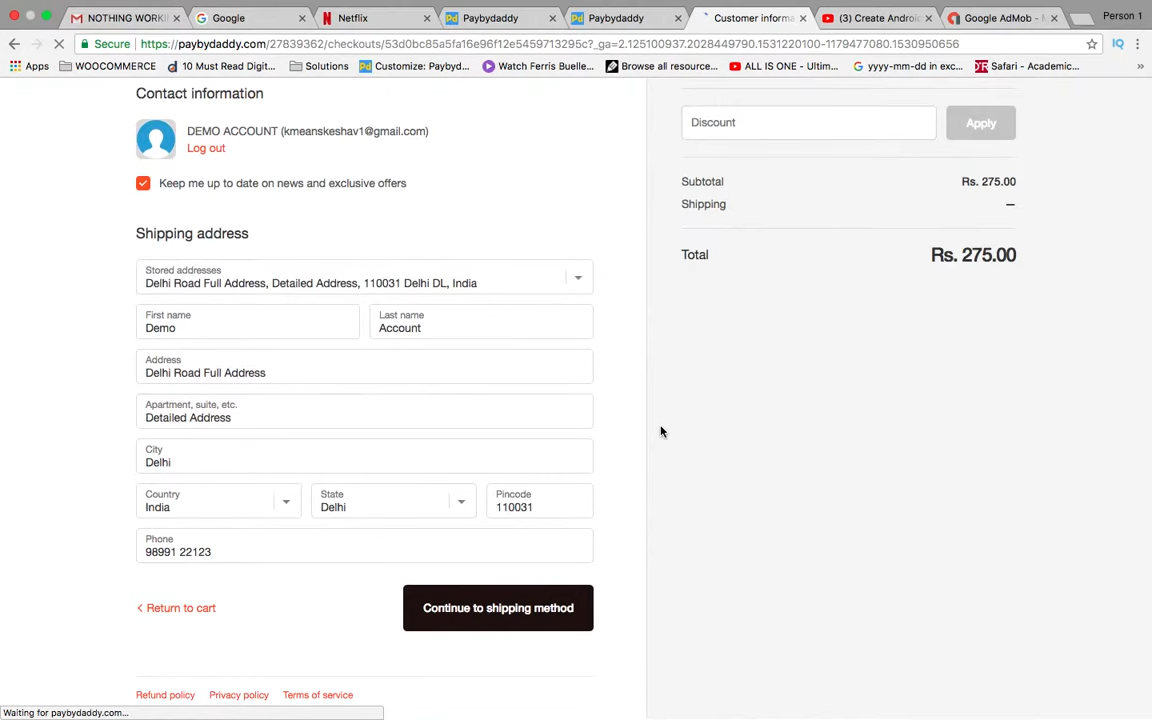 NOTHING WORKI
Google
Netflix
Paybydaddy
Paybydaddy
Customer informa
(3) Create Androi
Google AdMob - M
Person 1
Secure
https://paybydaddy.com/27839362/checkouts/53d0bc85a5fa16e96f12e5459713295c?_ga=2.125100937.2028449790.1531220100-1179477080.1530950656
IQ
Apps
WOOCOMMERCE
10 Must Read Digit...
Solutions
Customize: Paybyd...
Watch Ferris Buelle...
Browse all resource...
ALL IS ONE - Ultim...
yyyy-mm-dd in exc...
Safari - Academic...
»
Contact information
DEMO ACCOUNT (kmeanskeshav1@gmail.com)
Log out
Keep me up to date on news and exclusive offers
Shipping address
Stored addresses
Delhi Road Full Address, Detailed Address, 110031 Delhi DL, India
First name
Demo
Last name
Account
Address
Delhi Road Full Address
Apartment, suite, etc.
Detailed Address
City
Delhi
Country
India
State
Delhi
Pincode
110031
Phone
98991 22123
< Return to cart
Continue to shipping method
Refund policy
Privacy policy
Terms of service
Discount
Apply
Subtotal
Rs. 275.00
Shipping
—
Total
Rs. 275.00
Waiting for paybydaddy.com...